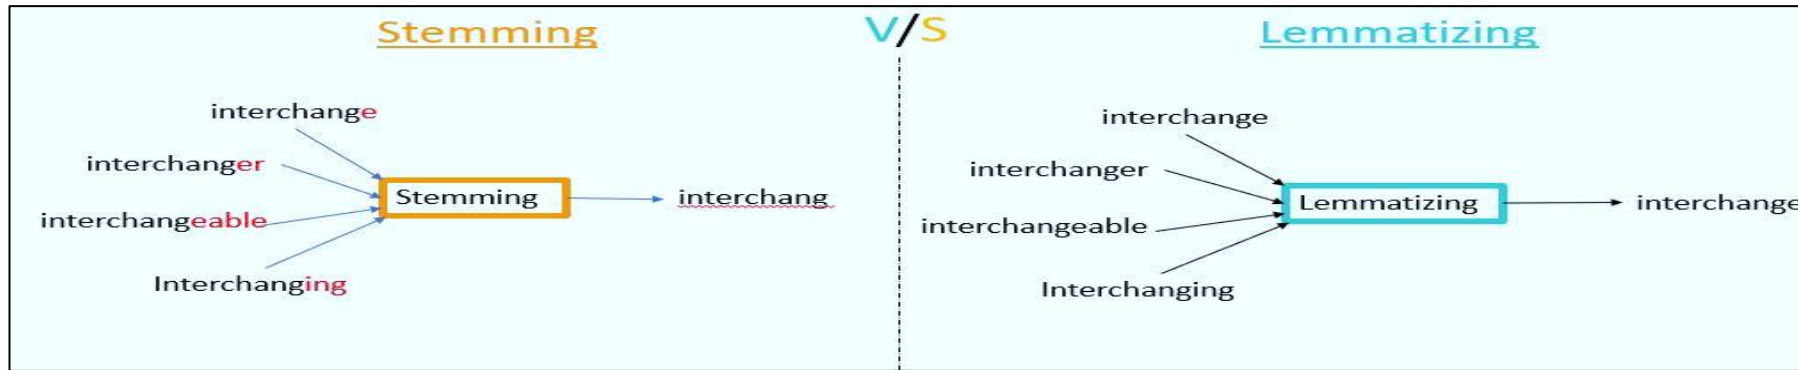 Stemming V/S Lemmatizing
interchange
interchanger
interchangeable
Interchanging
Stemming
interchang
interchange
interchanger
interchangeable
Interchanging
Lemmatizing
interchange